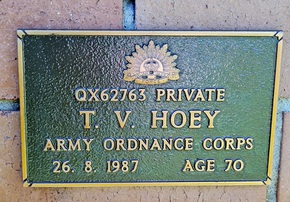 QX62763 PRIVATE
T. V. HOEY
ARMY ORDNANCE CORPS
26. 8. 1987 AGE 70